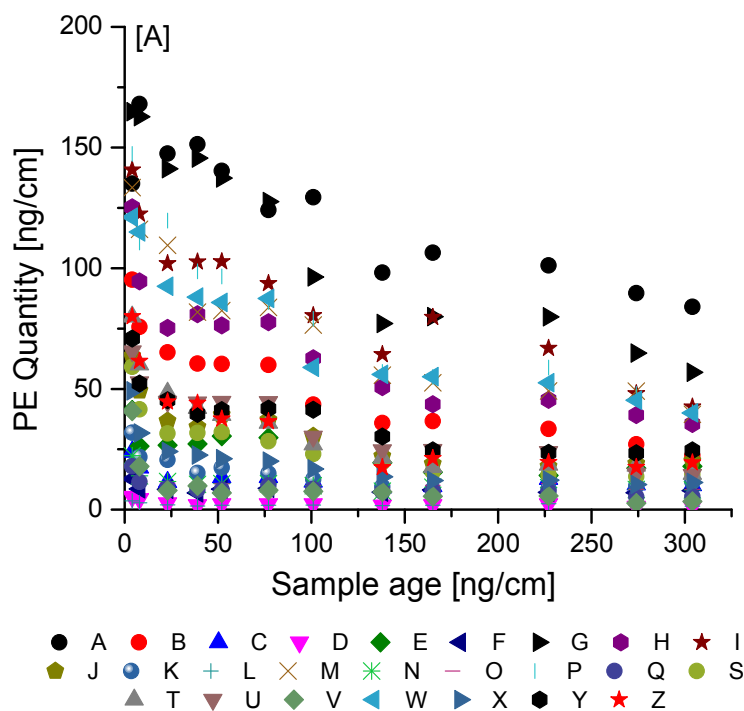 [A]
200
150
100
50
0
PE Quantity [ng/cm]
0 50 100 150 200 250 300
Sample age [ng/cm]
A B C D E F G H I
J K L M N O P Q S
T U V W X Y Z